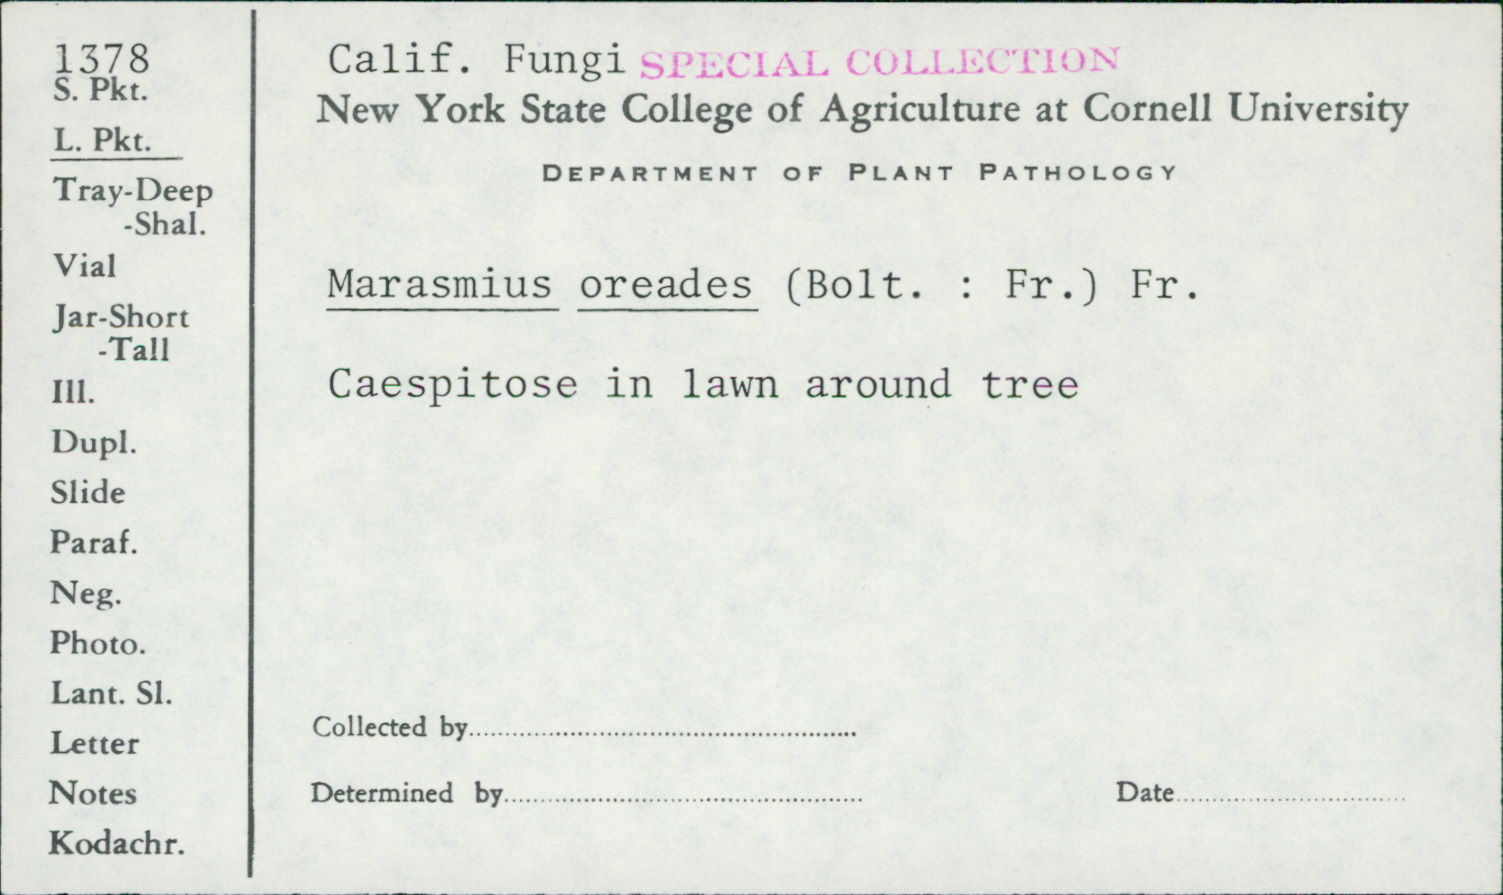 1378
S. Pkt.
L. Pkt.
Tray-Deep
-Shal.
Vial
Jar-Short
-Tall
Ill.
Dupl.
Slide
Paraf.
Neg.
Photo.
Lant. Sl.
Letter
Notes
Kodachr.
Calif. Fungi SPECIAL COLLECTION
New York State College of Agriculture at Cornell University
DEPARTMENT OF PLANT PATHOLOGY
Marasmius oreades (Bolt. : Fr.) Fr.
Caespitose in lawn around tree
Collected by
Determined by
Date